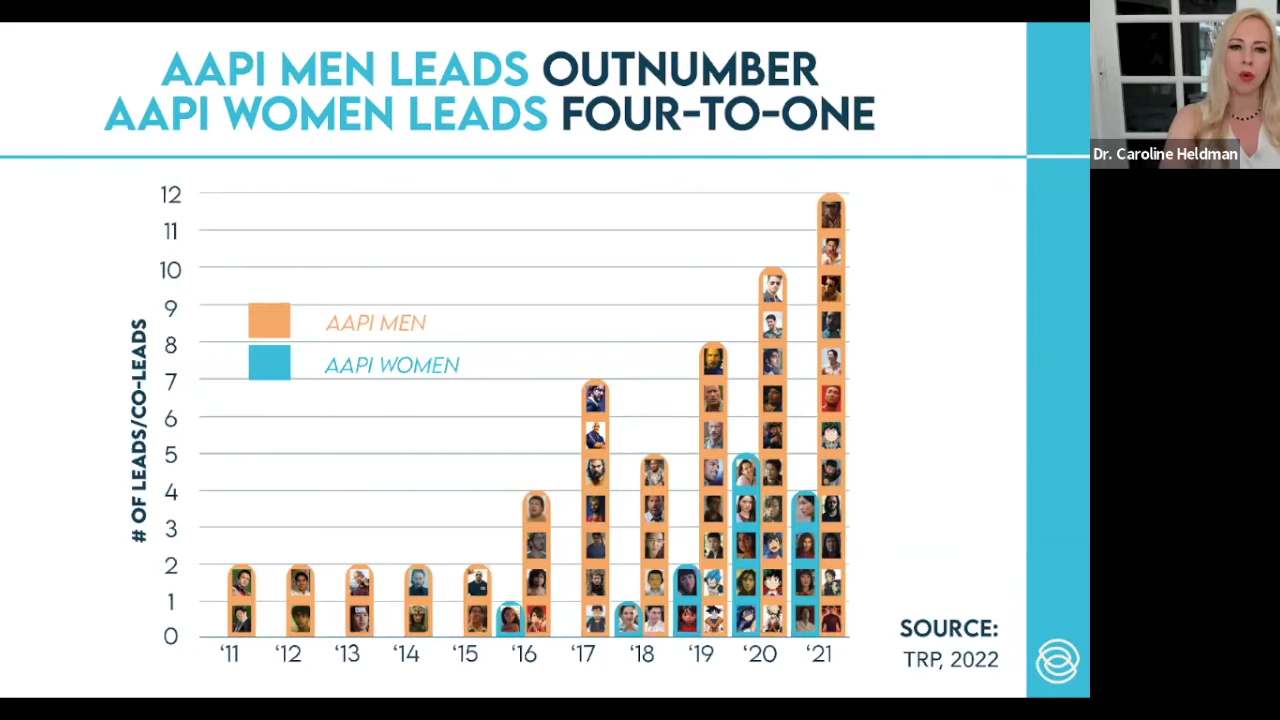 AAPI MEN LEADS OUTNUMBER
AAPI WOMEN LEADS FOUR-TO-ONE
Dr. Caroline Heldman
12
11
10
9
8
7
6
5
4
3
2
1
0
# OF LEADS/CO-LEADS
AAPI MEN
AAPI WOMEN
'11 '12 '13 '14 '15 '16 '17 '18 '19 '20 '21
SOURCE:
TRP, 2022